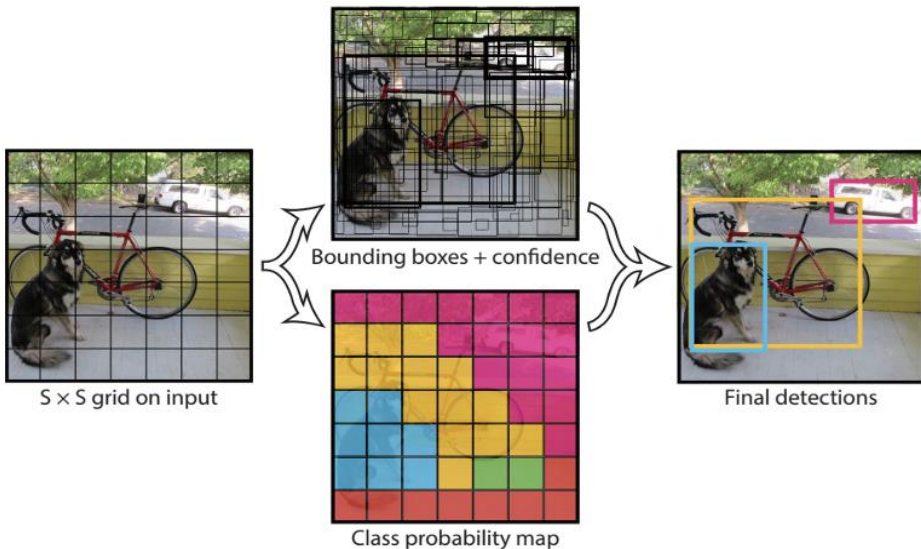 S × S grid on input
Bounding boxes + confidence
Class probability map
Final detections